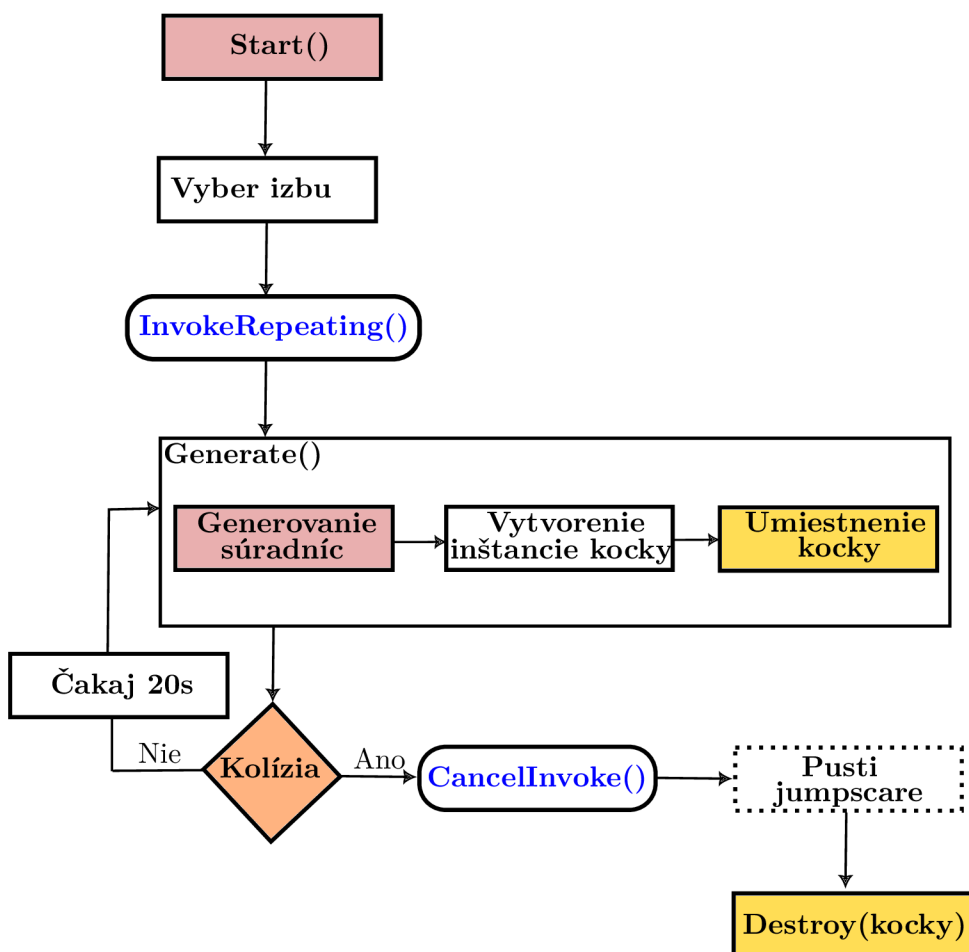 Start()
Vyber izbu
InvokeRepeating()
Generate()
Generovanie
súradníc
Vytvorenie
inštancie kocky
Umiestnenie
kocky
Čakaj 20s
Nie
Kolízia
Ano
CancelInvoke()
Pusti
jumpscare
Destroy(kocky)